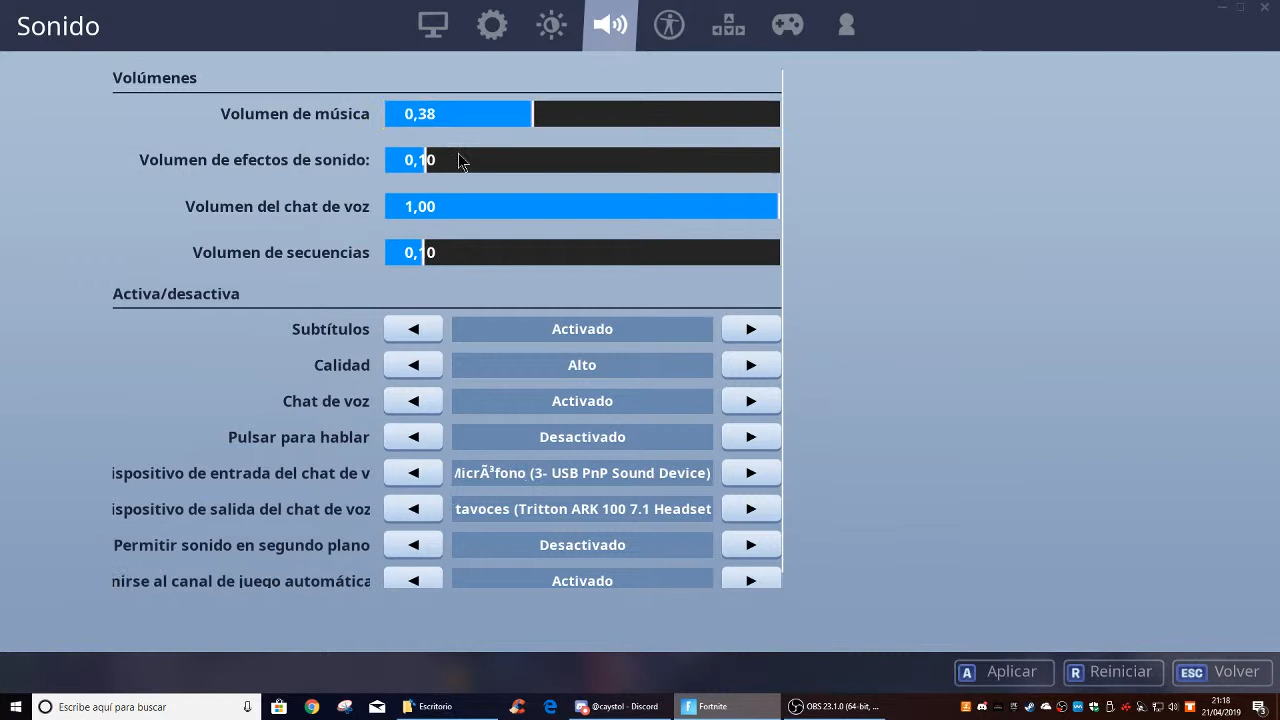 Sonido
Volúmenes
Volumen de música 0,38
Volumen de efectos de sonido: 0,10
Volumen del chat de voz 1,00
Volumen de secuencias 0,10
Activa/desactiva
Subtítulos Activado
Calidad Alto
Chat de voz Activado
Pulsar para hablar Desactivado
ispositivo de entrada del chat de v MicrÃ³fono (3- USB PnP Sound Device)
ispositivo de salida del chat de voz tavoces (Tritton ARK 100 7.1 Headset
Permitir sonido en segundo plano Desactivado
nirse al canal de juego automática Activado
A Aplicar R Reiniciar ESC Volver
Escribe aquí para buscar Escritorio @caystol - Discord Fortnite OBS 23.1.0 (64-bit, ... 21:18
21/04/2019